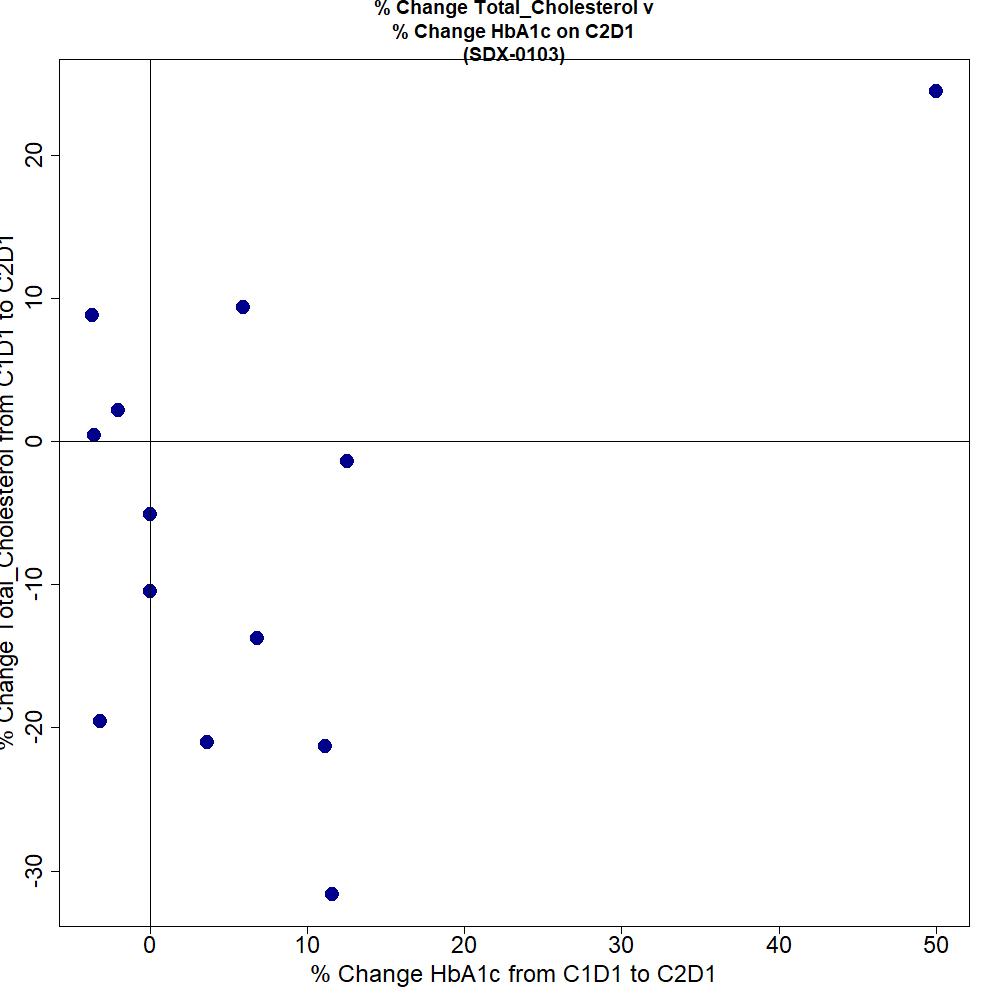 % Change Total_Cholesterol v
% Change HbA1c on C2D1
(SDX-0103)
% Change Total_Cholesterol from C1D1 to C2D1
20
10
0
-10
-20
-30
0 10 20 30 40 50
% Change HbA1c from C1D1 to C2D1